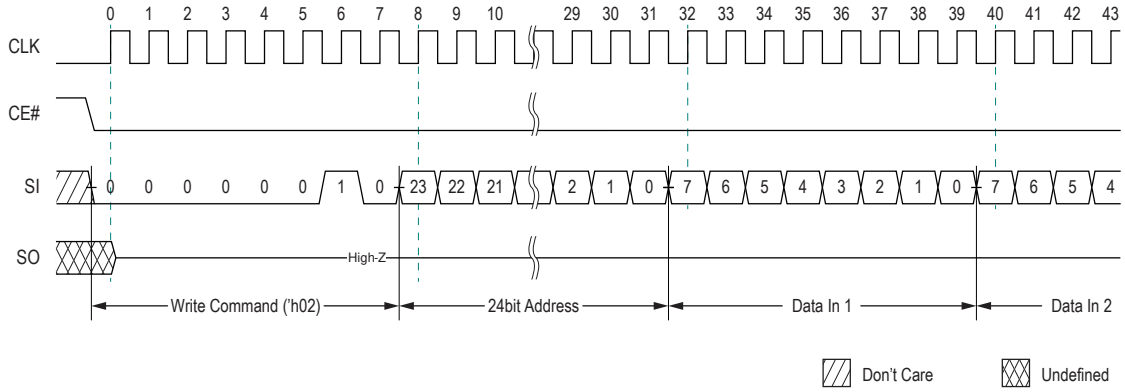 0 1 2 3 4 5 6 7 8 9 10 29 30 31 32 33 34 35 36 37 38 39 40 41 42 43
CLK
CE#
SI 0 0 0 0 0 0 1 0 23 22 21 2 1 0 7 6 5 4 3 2 1 0 7 6 5 4
SO High-Z
Write Command ('h02) 24bit Address Data In 1 Data In 2
Don't Care Undefined